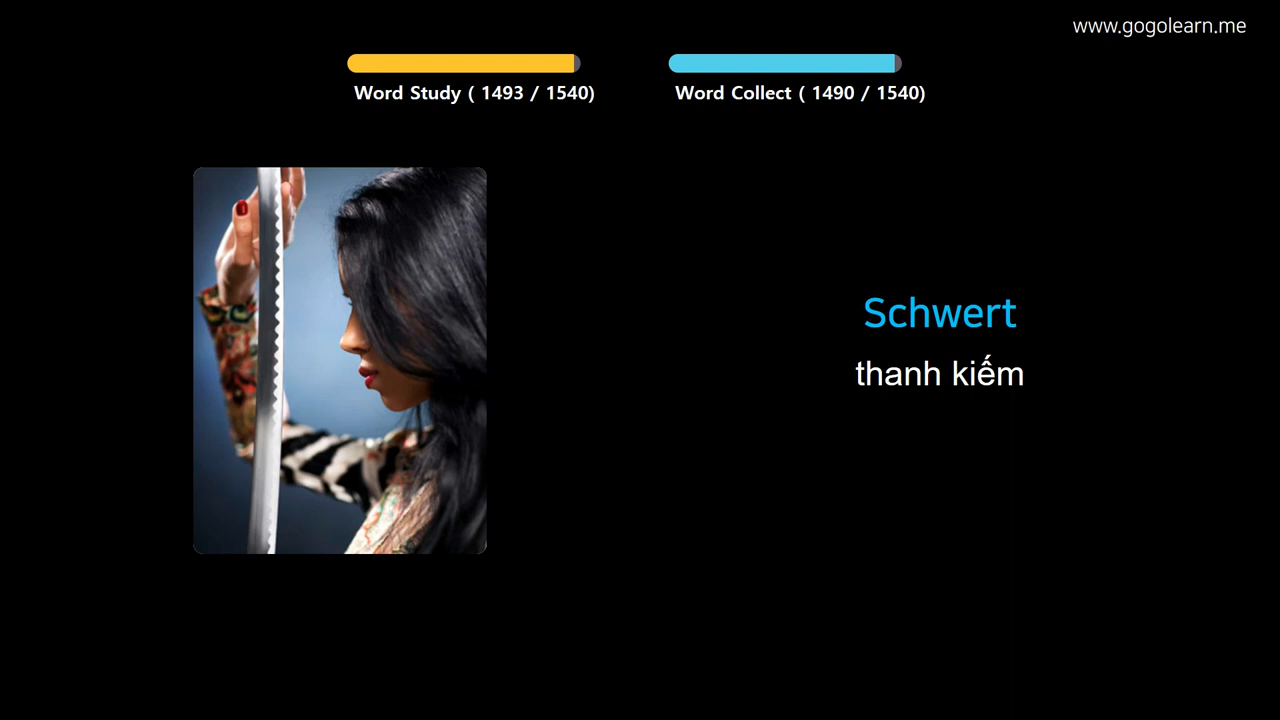 www.gogolearn.me
Word Study ( 1493 / 1540)
Word Collect ( 1490 / 1540)
Schwert
thanh kiếm